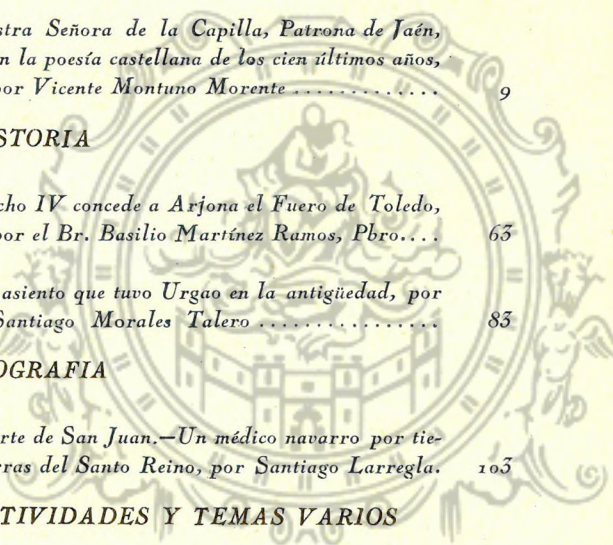 stra Señora de la Capilla, Patrona de Jaén,
n la poesía castellana de los cien últimos años,
or Vicente Montuno Morente ............. 9
STORIA
cho IV concede a Arjona el Fuero de Toledo,
por el Br. Basilio Martínez Ramos, Pbro.... 63
asiento que tuvo Urgao en la antigüedad, por
Santiago Morales Talero ................ 83
OGRAFIA
rte de San Juan.—Un médico navarro por tie-
rras del Santo Reino, por Santiago Larregla. 103
TIVIDADES Y TEMAS VARIOS